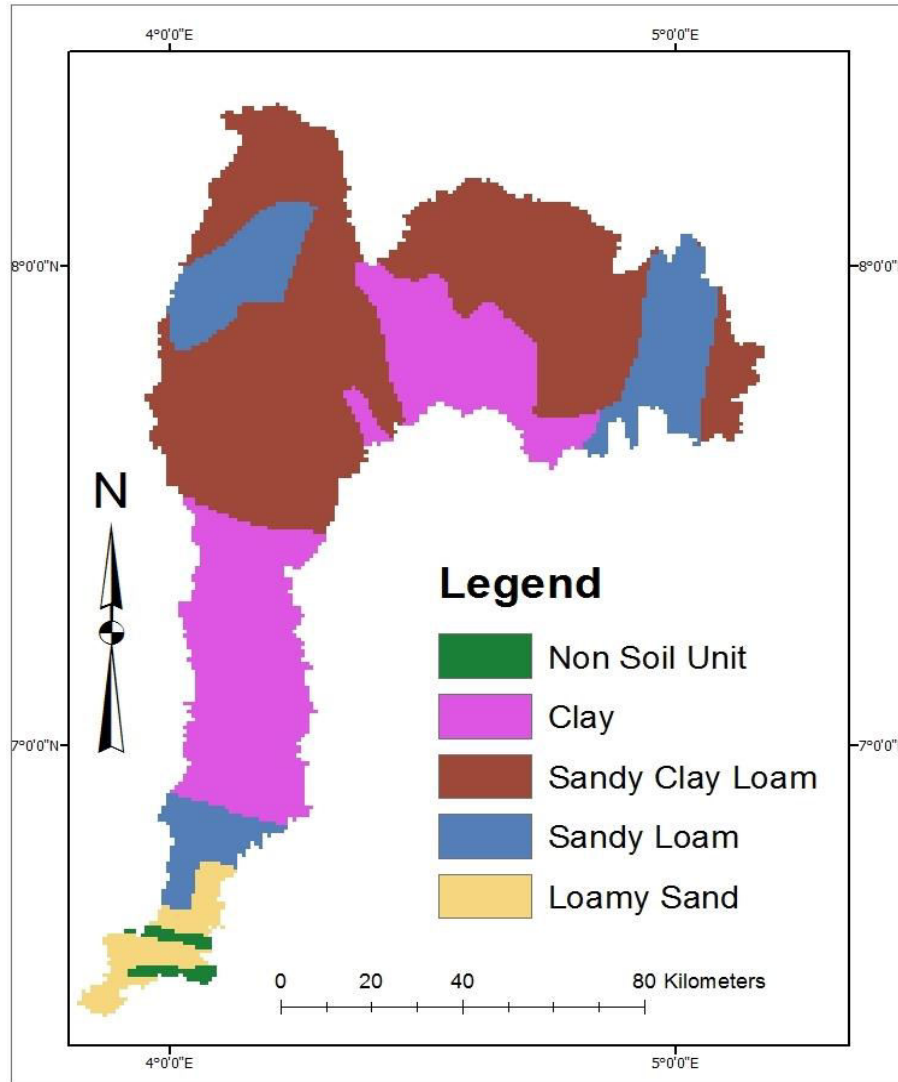 4°0'0"E 5°0'0"E
8°0'0"N 8°0'0"N
N
Legend
Non Soil Unit
Clay
Sandy Clay Loam
Sandy Loam
Loamy Sand
7°0'0"N 7°0'0"N
0 20 40 80 Kilometers
4°0'0"E 5°0'0"E